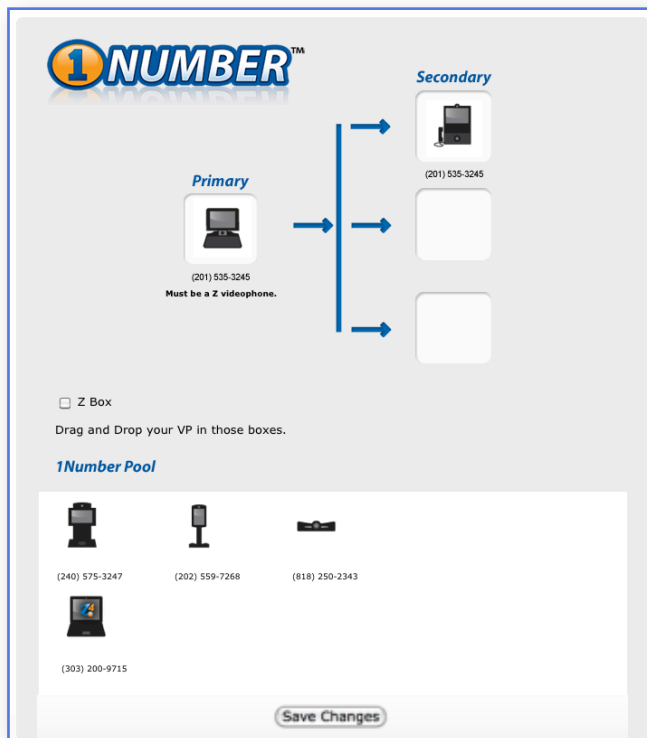 1NUMBER™
Secondary
(201) 535-3245
Primary
(201) 535-3245
Must be a Z videophone.
Z Box
Drag and Drop your VP in those boxes.
1Number Pool
(240) 575-3247 (202) 559-7268 (818) 250-2343
(303) 200-9715
Save Changes